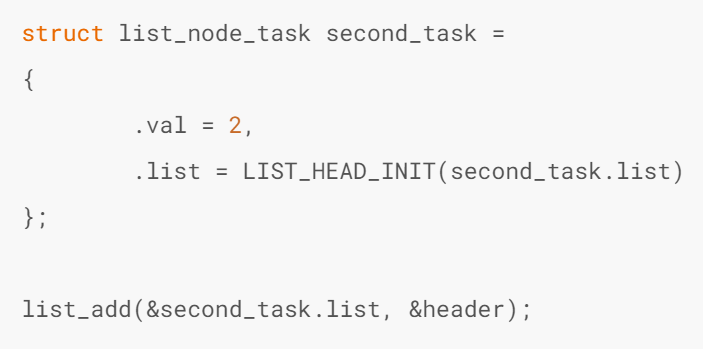 struct list_node_task second_task =
{
        .val = 2,
        .list = LIST_HEAD_INIT(second_task.list)
};

list_add(&second_task.list, &header);